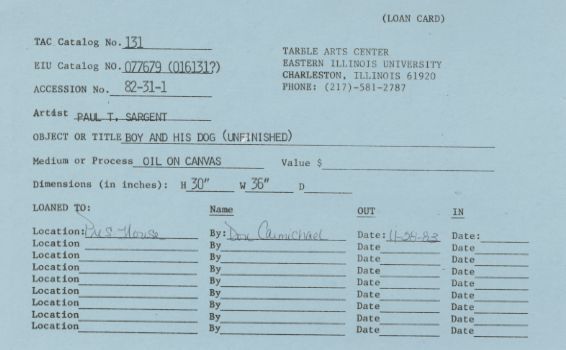 (LOAN CARD)
TAC Catalog No. 131
EIU Catalog NO. 077679 (016131?)
ACCESSION No. 82-31-1
TARBLE ARTS CENTER
EASTERN ILLINOIS UNIVERSITY
CHARLESTON, ILLINOIS 61920
PHONE: (217)-581-2787
Artist PAUL T. SARGENT
OBJECT OR TITLE BOY AND HIS DOG (UNFINISHED)
Medium or Process OIL ON CANVAS Value $
Dimensions (in inches): H 30" W 36" D
LOANED TO: Name OUT IN
Location: Pres House By: Don Carmichael Date: 11-24-83 Date:
Location By Date Date
Location By Date Date
Location By Date Date
Location By Date Date
Location By Date Date
Location By Date Date
Location By Date Date
Location By Date Date